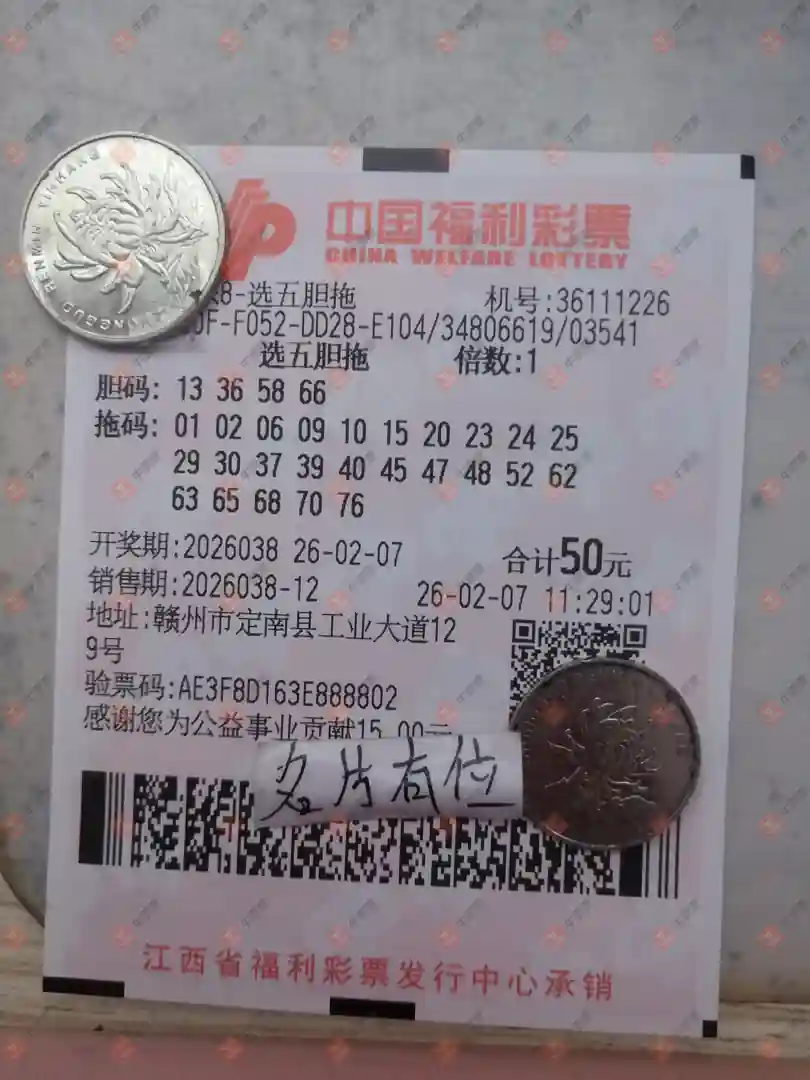 中国福利彩票
CHINA WELFARE LOTTERY
8-选五胆拖 机号:36111226
F-F052-DD28-E104/34806619/03541
选五胆拖 倍数:1
胆码: 13 36 58 66
拖码: 01 02 06 09 10 15 20 23 24 25
29 30 37 39 40 45 47 48 52 62
63 65 68 70 76
开奖期:2026038 26-02-07 合计50元
销售期:2026038-12 26-02-07 11:29:01
地址:赣州市定南县工业大道12
9号
验票码:AE3F8D163E888802
感谢您为公益事业贡献15.00元
名片有位
江西省福利彩票发行中心承销